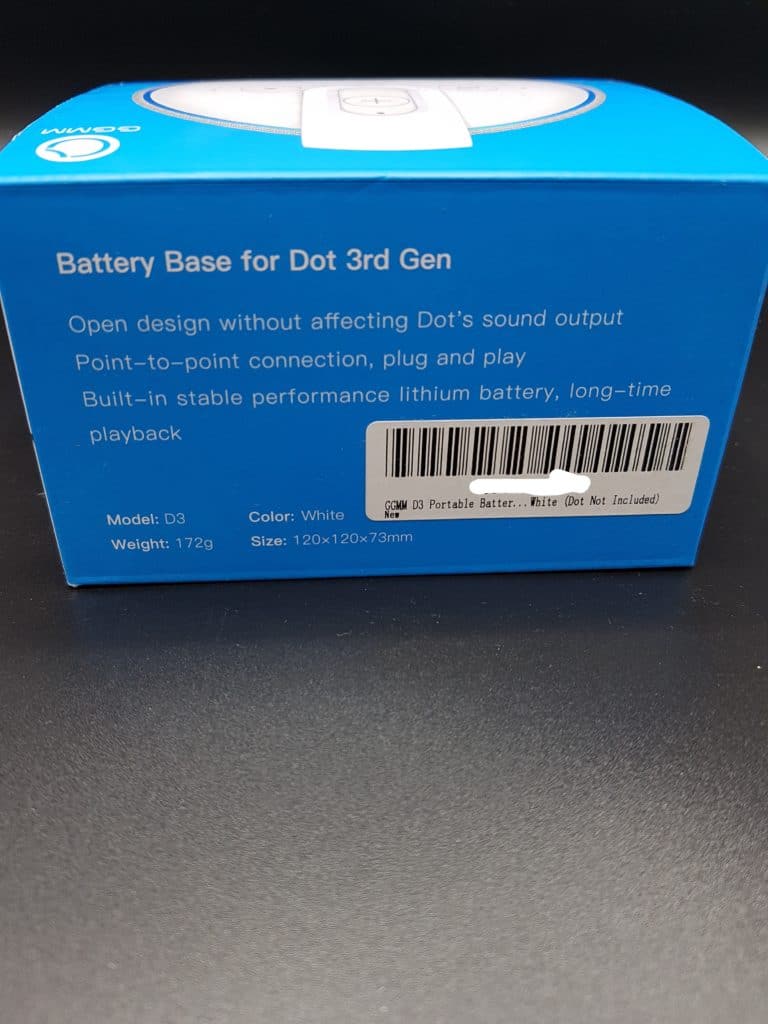 GGMM
Battery Base for Dot 3rd Gen
Open design without affecting Dot's sound output
Point-to-point connection, plug and play
Built-in stable performance lithium battery, long-time
playback
GGMM D3 Portable Batter...White (Dot Not Included)
New
Model: D3 Color: White
Weight: 172g Size: 120×120×73mm